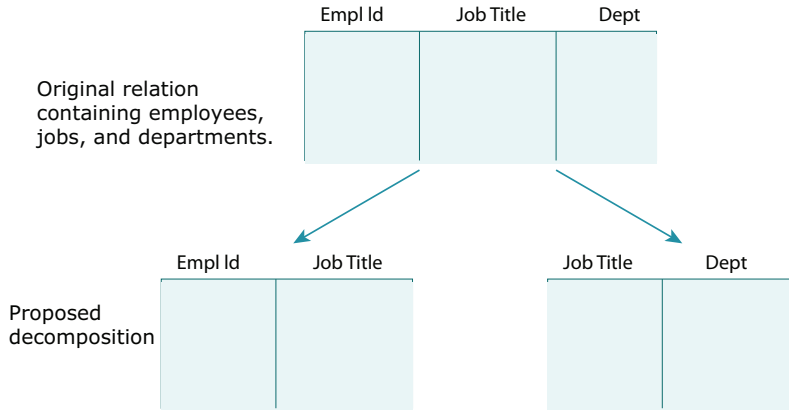 Empl Id Job Title Dept
Original relation
containing employees,
jobs, and departments.
Empl Id Job Title
Job Title Dept
Proposed
decomposition